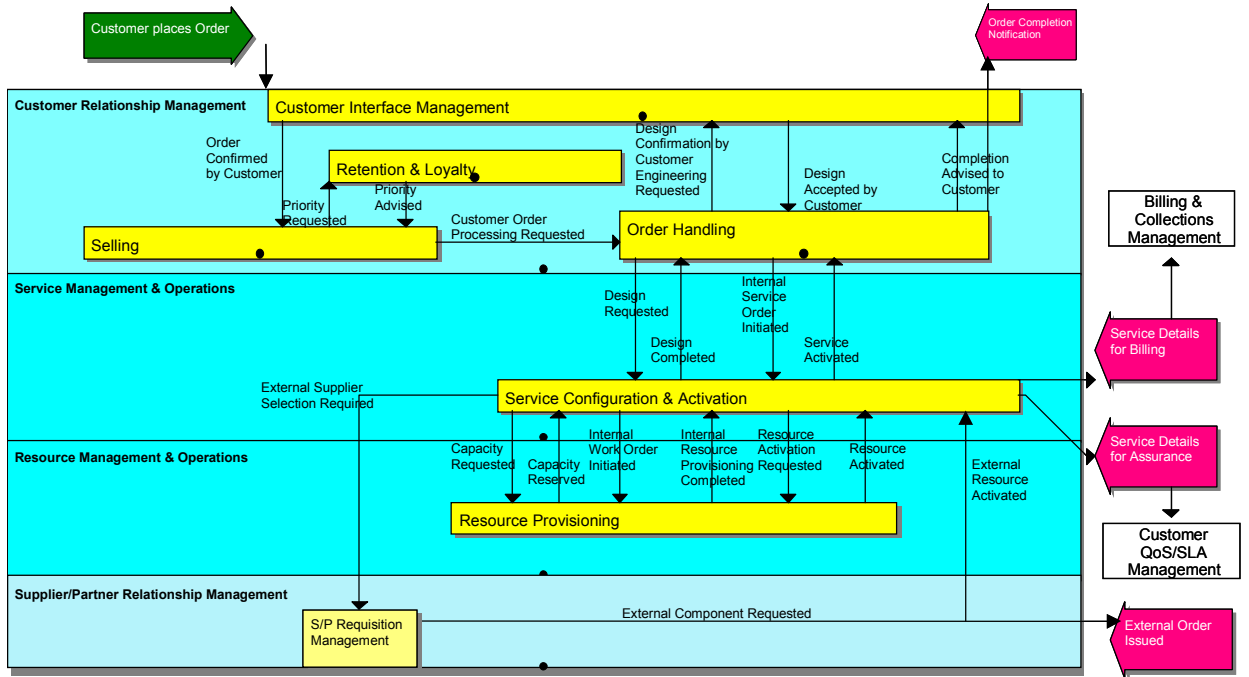 Customer places Order
Order Completion
Notification
Customer Relationship Management
Customer Interface Management
Order
Confirmed
by Customer
Design
Confirmation by
Customer
Engineering
Requested
Design
Accepted by
Customer
Completion
Advised to
Customer
Retention & Loyalty
Priority
Requested
Priority
Advised
Selling
Customer Order
Processing Requested
Order Handling
Billing &
Collections
Management
Service Management & Operations
Design
Requested
Design
Completed
Internal
Service
Order
Initiated
Service
Activated
Service Details
for Billing
External Supplier
Selection Required
Service Configuration & Activation
Resource Management & Operations
Capacity
Requested
Capacity
Reserved
Internal
Work Order
Initiated
Internal
Resource
Provisioning
Completed
Resource
Activation
Requested
Resource
Activated
External
Resource
Activated
Service Details
for Assurance
Resource Provisioning
Customer
QoS/SLA
Management
Supplier/Partner Relationship Management
S/P Requisition
Management
External Component Requested
External Order
Issued